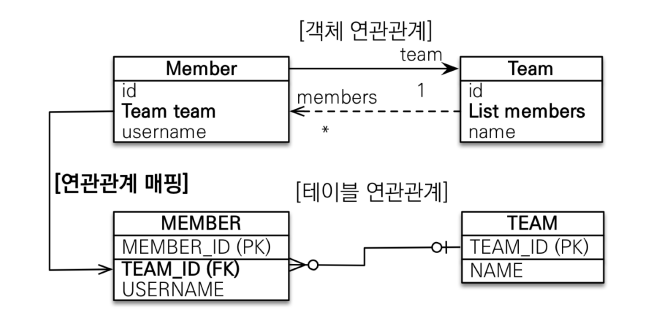 [객체 연관관계]
team
Member
Team
id
Team team
username
members
1
*
id
List members
name
[연관관계 매핑]
[테이블 연관관계]
MEMBER
MEMBER_ID (PK)
TEAM_ID (FK)
USERNAME
TEAM
TEAM_ID (PK)
NAME